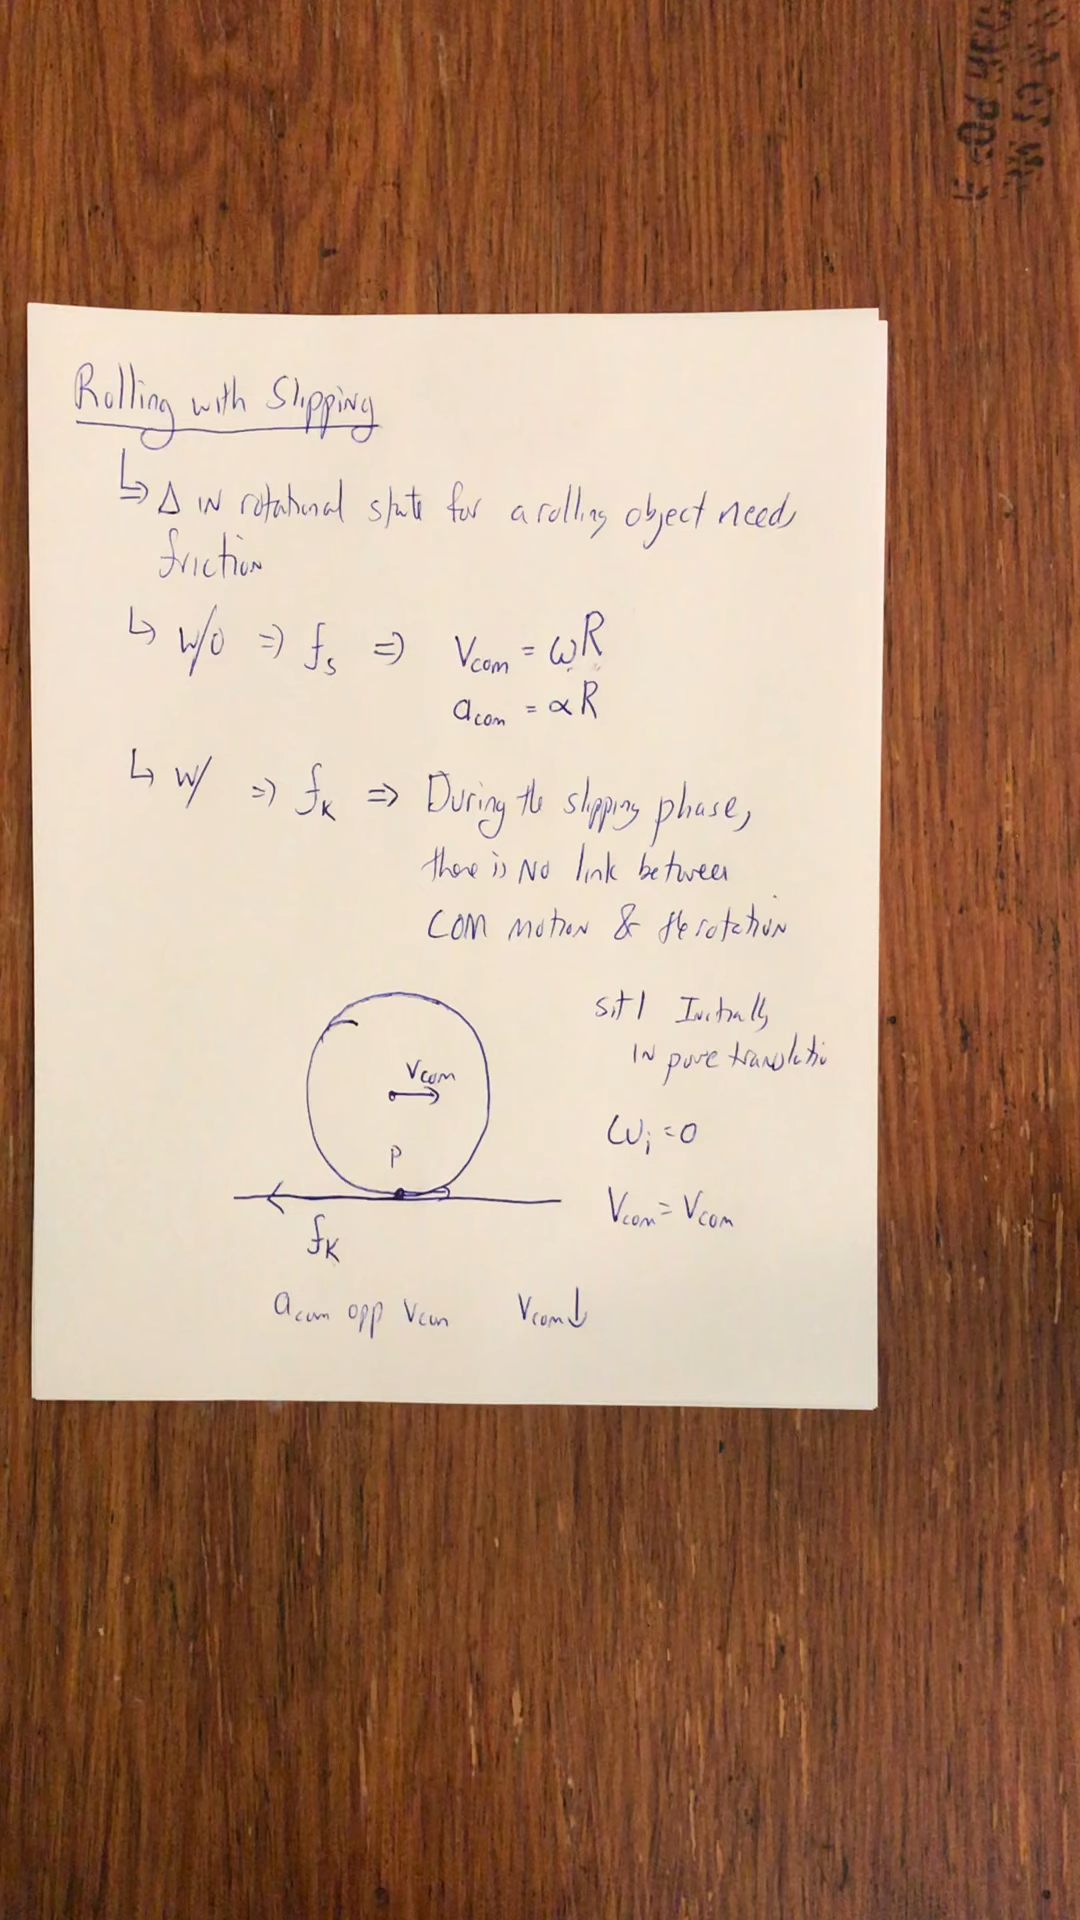 Rolling with Slipping
↳ Δ IN rotational state for a rolling object needs
friction
↳ w/o ⇒ fs ⇒ Vcom = ωR
acom = αR
↳ w/ ⇒ fK ⇒ During the slipping phase,
there is No link between
COM motion & the rotation
sit 1 Initially
IN pure translatio
Vcom
ωi = 0
P
Vcom = Vcom
fK
acom opp Vcom Vcom ↓